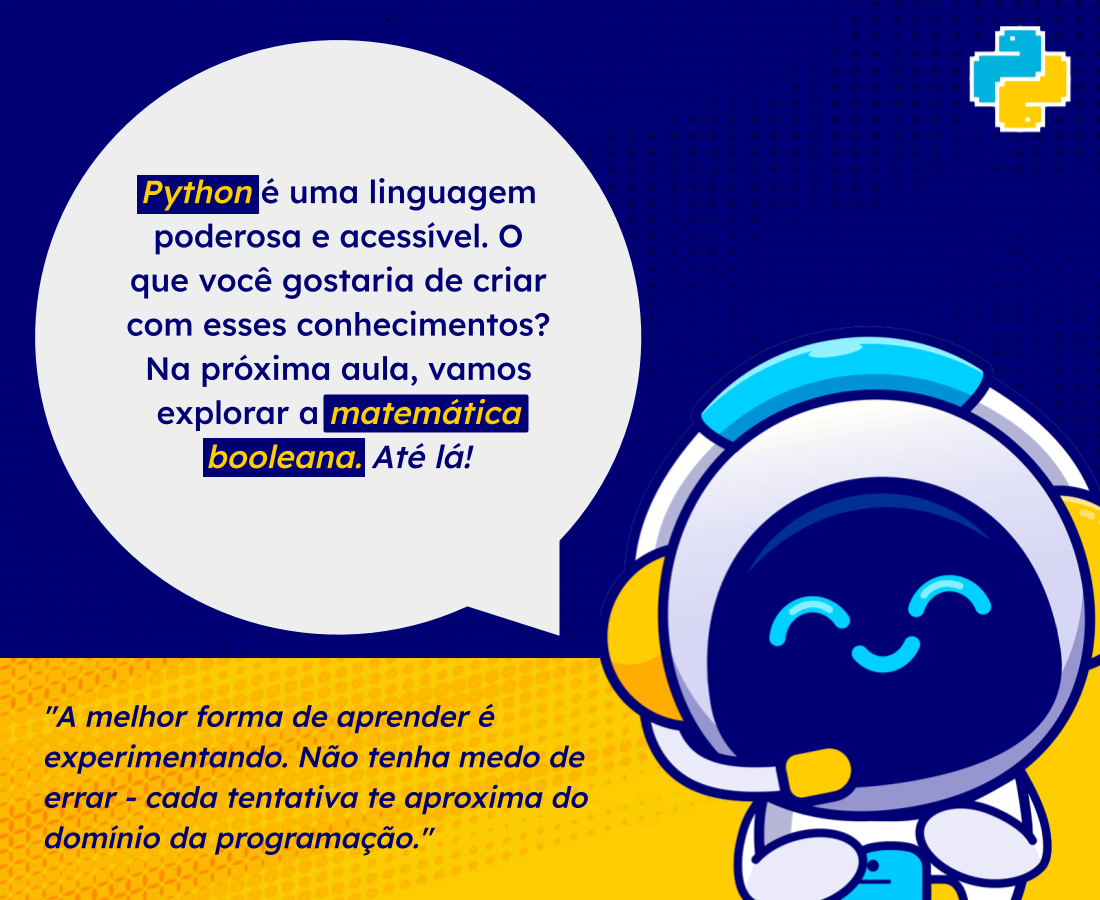 Python é uma linguagem
poderosa e acessível. O
que você gostaria de criar
com esses conhecimentos?
Na próxima aula, vamos
explorar a matemática
booleana. Até lá!
"A melhor forma de aprender é
experimentando. Não tenha medo de
errar - cada tentativa te aproxima do
domínio da programação."